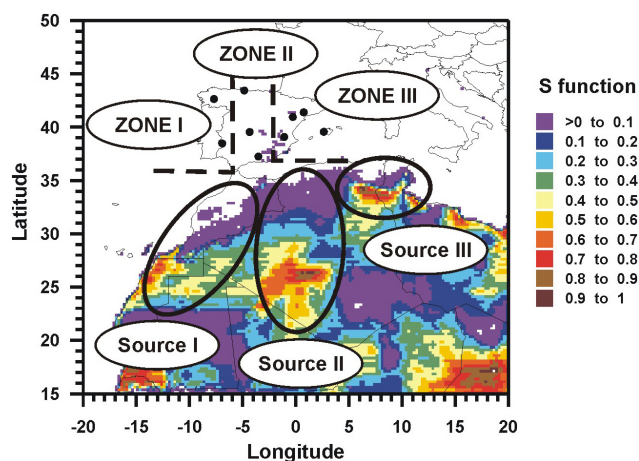 50
45
40
35
30
25
20
15
Latitude
-20 -15 -10 -5 0 5 10 15 20
Longitude
ZONE II
ZONE I
ZONE III
Source III
Source I
Source II
S function
>0 to 0.1
0.1 to 0.2
0.2 to 0.3
0.3 to 0.4
0.4 to 0.5
0.5 to 0.6
0.6 to 0.7
0.7 to 0.8
0.8 to 0.9
0.9 to 1